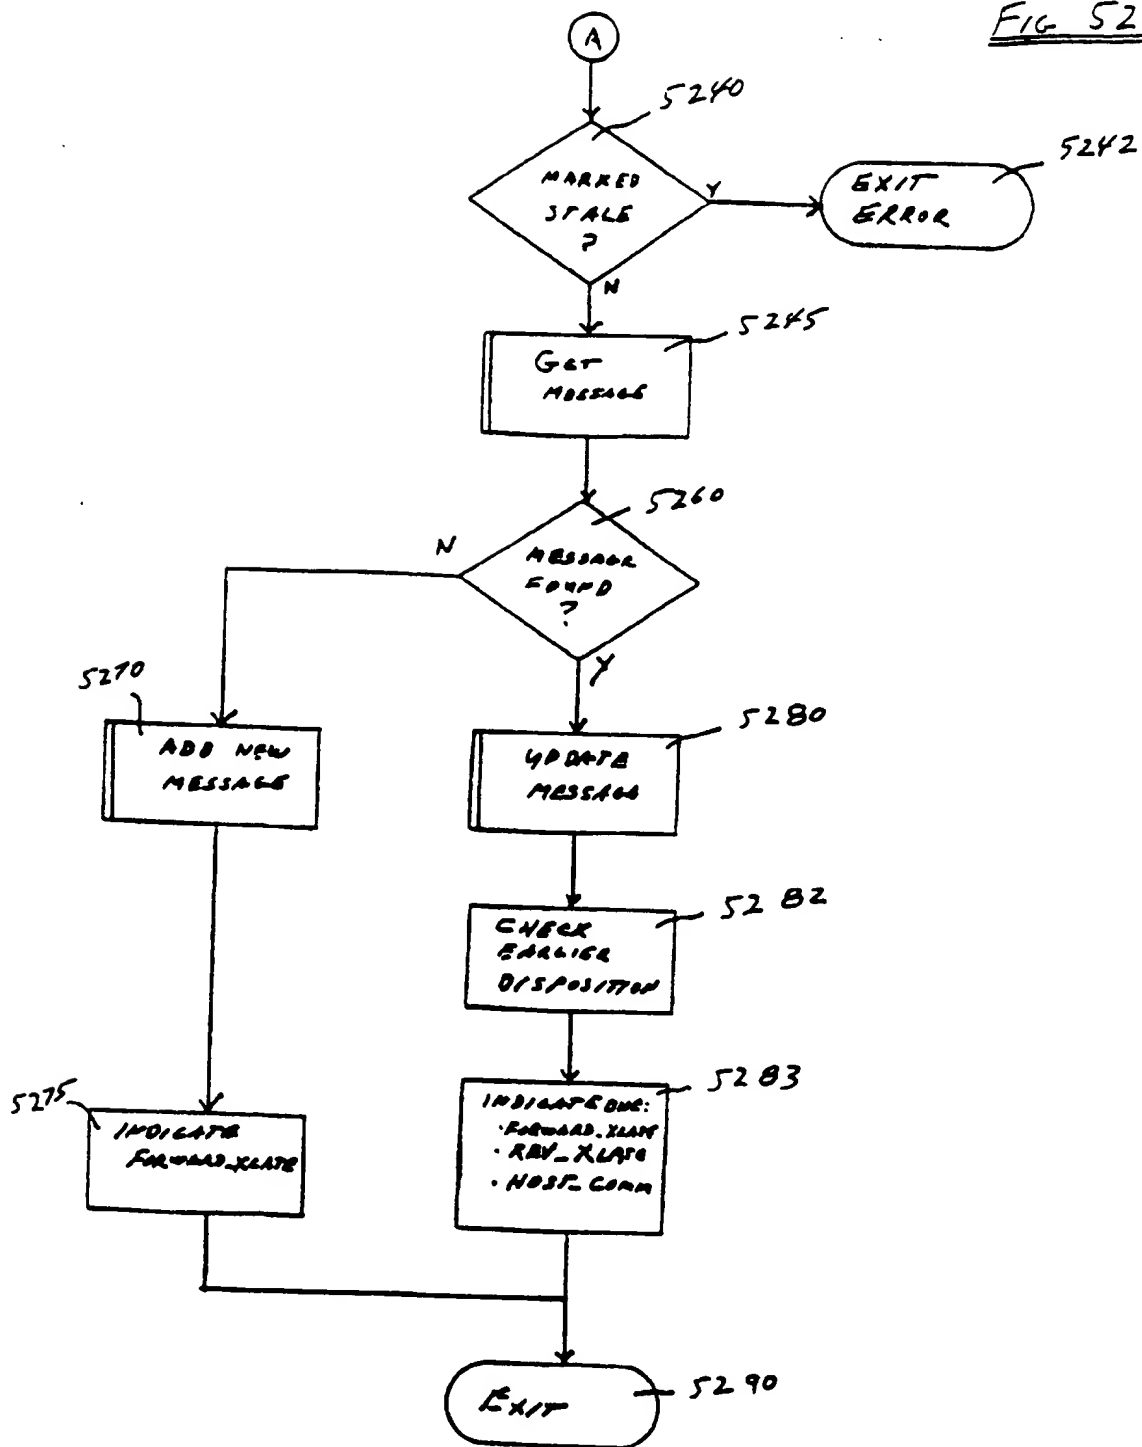 FIG 52
A
5240
MARKED
STALE
?
Y
N
5242
EXIT
ERROR
5245
GET
MESSAGE
5260
MESSAGE
FOUND
?
N
Y
5270
ADD NEW
MESSAGE
5280
UPDATE
MESSAGE
5282
CHECK
EARLIER
DISPOSITION
5275
INDICATE
FORWARD_XLATE
5283
INDICATE ONE:
• FORWARD_XLATE
• REV_XLATE
• HOST_COMM
5290
EXIT